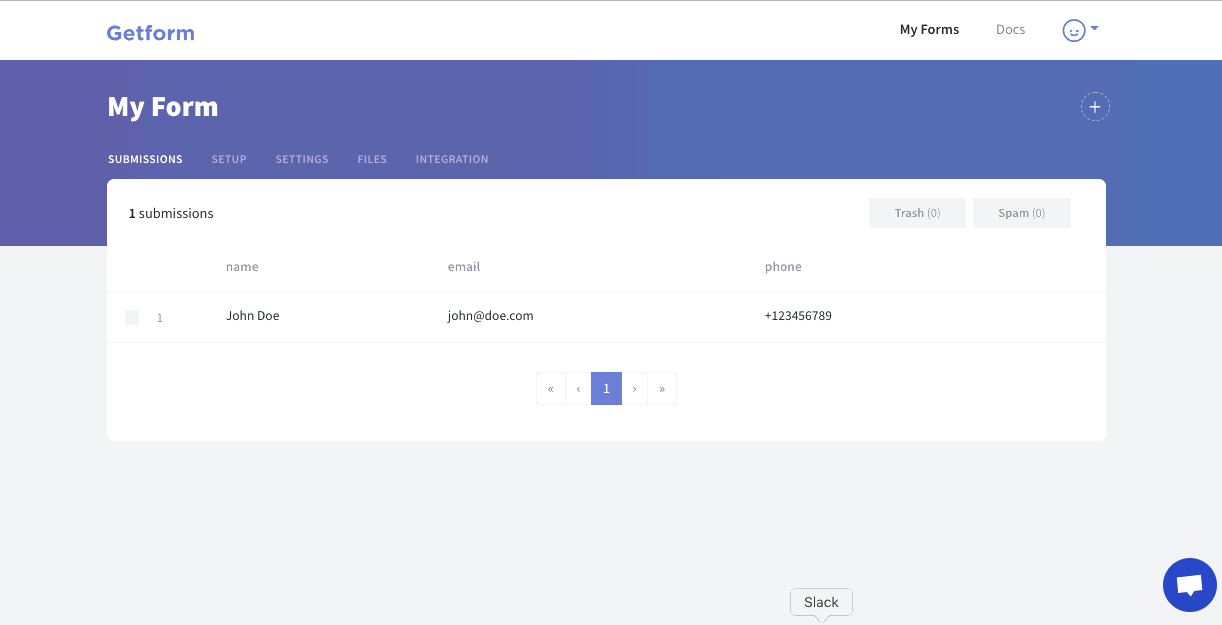 Getform
My Forms Docs
My Form
+
SUBMISSIONS SETUP SETTINGS FILES INTEGRATION
1 submissions
Trash (0) Spam (0)
name email phone
1 John Doe john@doe.com +123456789
« ‹ 1 › »
Slack